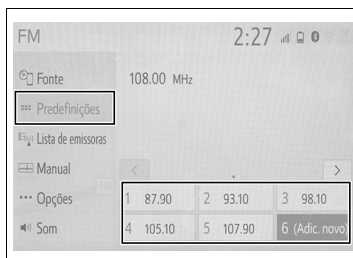 FM 2:27
Fonte 108.00 MHz
Predefinições
Lista de emissoras
Manual
Opções 1 87.90 2 93.10 3 98.10
Som 4 105.10 5 107.90 6 (Adic. novo)